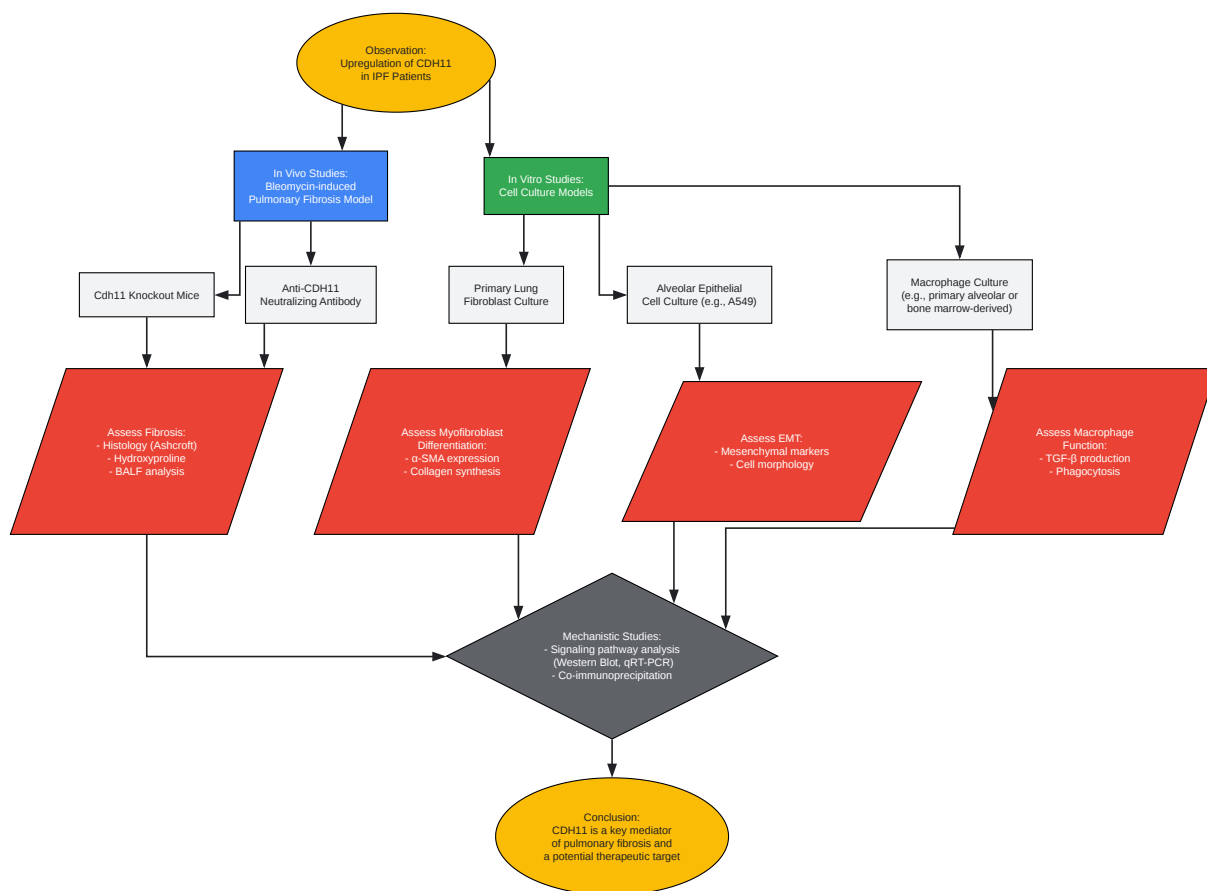 Observation:
Upregulation of CDH11
in IPF Patients
In Vivo Studies:
Bleomycin-induced
Pulmonary Fibrosis Model
In Vitro Studies:
Cell Culture Models
Cdh11 Knockout Mice
Anti-CDH11
Neutralizing Antibody
Primary Lung
Fibroblast Culture
Alveolar Epithelial
Cell Culture (e.g., A549)
Macrophage Culture
(e.g., primary alveolar or
bone marrow-derived)
Assess Fibrosis:
- Histology (Ashcroft)
- Hydroxyproline
- BALF analysis
Assess Myofibroblast
Differentiation:
- α-SMA expression
- Collagen synthesis
Assess EMT:
- Mesenchymal markers
- Cell morphology
Assess Macrophage
Function:
- TGF-β production
- Phagocytosis
Mechanistic Studies:
- Signaling pathway analysis
(Western Blot, qRT-PCR)
- Co-immunoprecipitation
Conclusion:
CDH11 is a key mediator
of pulmonary fibrosis and
a potential therapeutic target